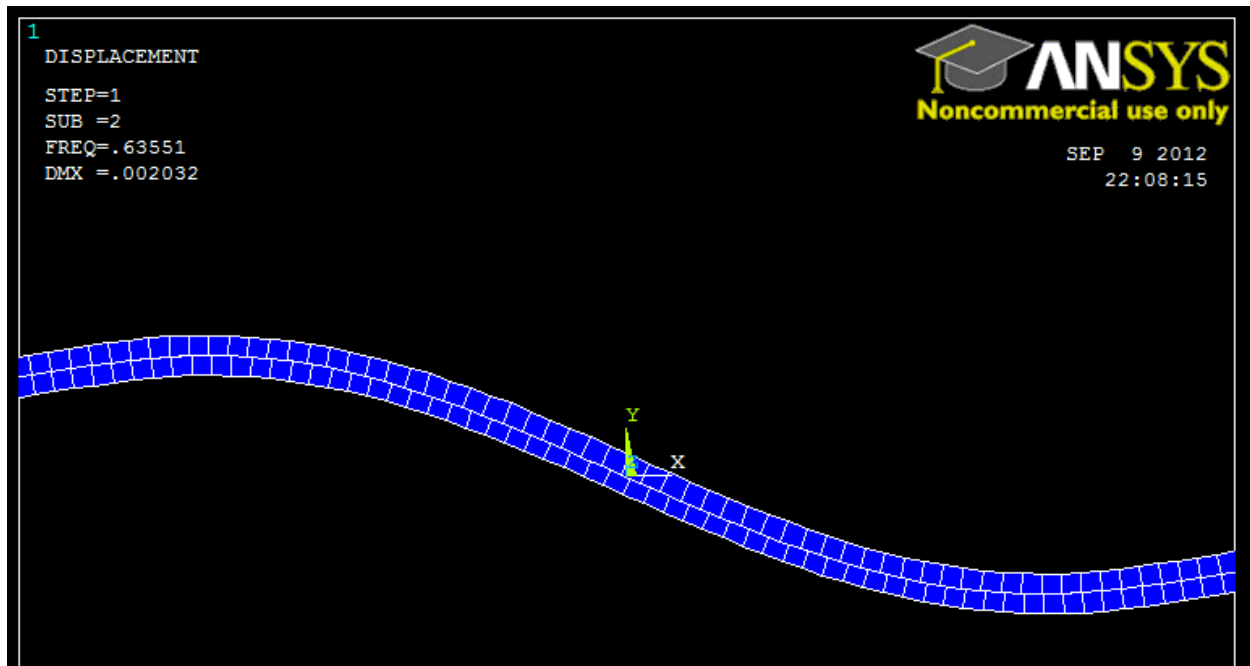 1
DISPLACEMENT
STEP=1
SUB =2
FREQ=.63551
DMX =.002032
ANSYS
Noncommercial use only
SEP  9 2012
22:08:15
Y
X